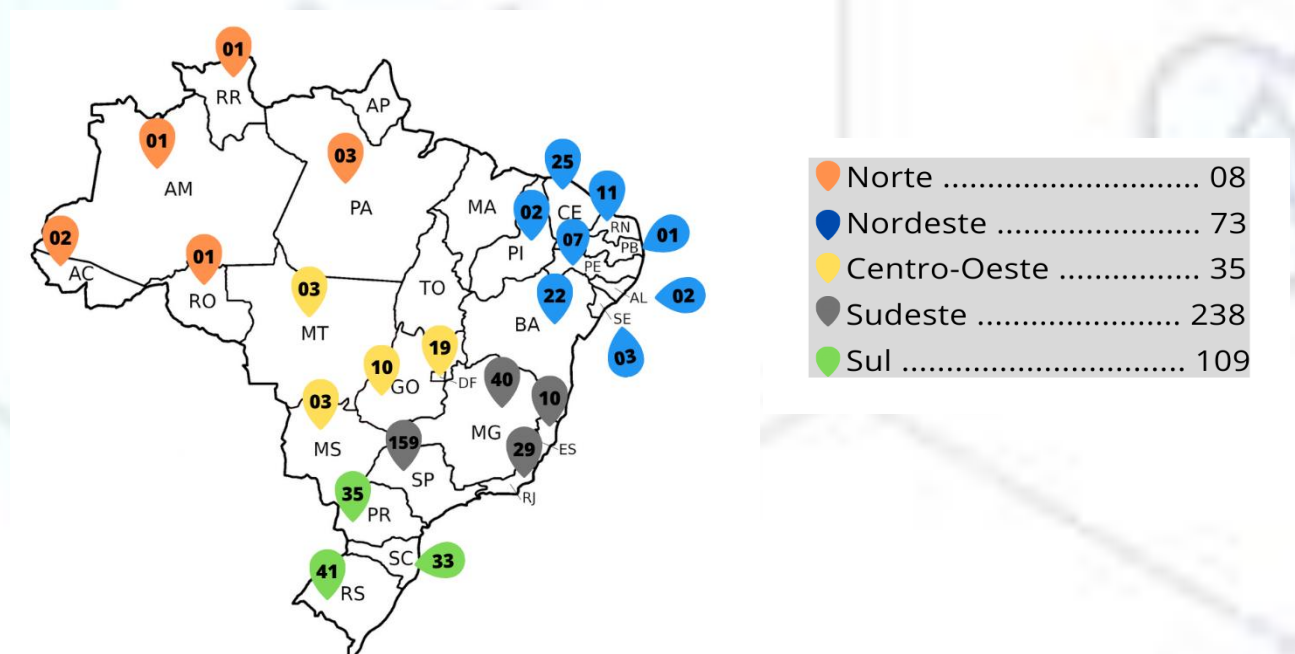 01
RR
AP
01
03
25
AM
PA
MA
02
CE
11
RN
02
07
01
PI
PB
AC
01
PE
RO
03
TO
22
AL
02
MT
BA
SE
19
03
10
GO
DF
40
03
10
MG
MS
159
29
ES
SP
35
RJ
PR
SC
33
41
RS
Norte .................................. 08
Nordeste ............................. 73
Centro-Oeste ................... 35
Sudeste ............................ 238
Sul ....................................... 109